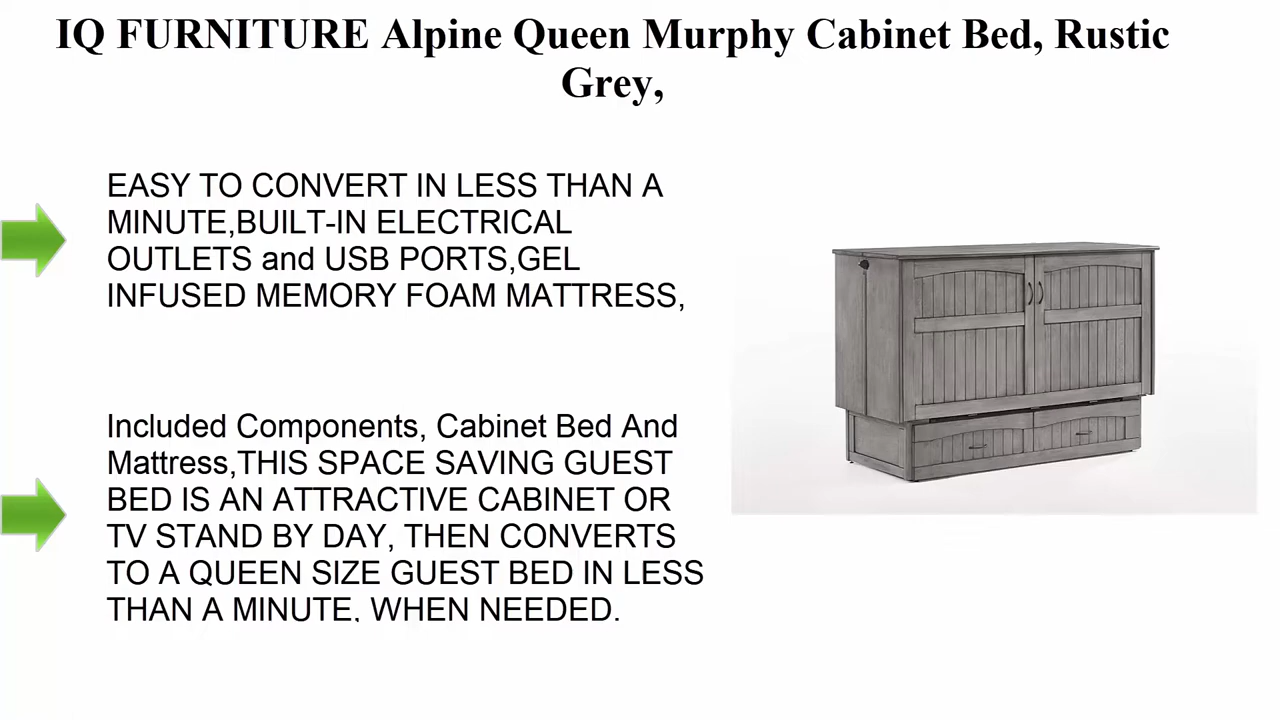 IQ FURNITURE Alpine Queen Murphy Cabinet Bed, Rustic
Grey,
EASY TO CONVERT IN LESS THAN A
MINUTE,BUILT-IN ELECTRICAL
OUTLETS and USB PORTS,GEL
INFUSED MEMORY FOAM MATTRESS,
Included Components, Cabinet Bed And
Mattress,THIS SPACE SAVING GUEST
BED IS AN ATTRACTIVE CABINET OR
TV STAND BY DAY, THEN CONVERTS
TO A QUEEN SIZE GUEST BED IN LESS
THAN A MINUTE, WHEN NEEDED.